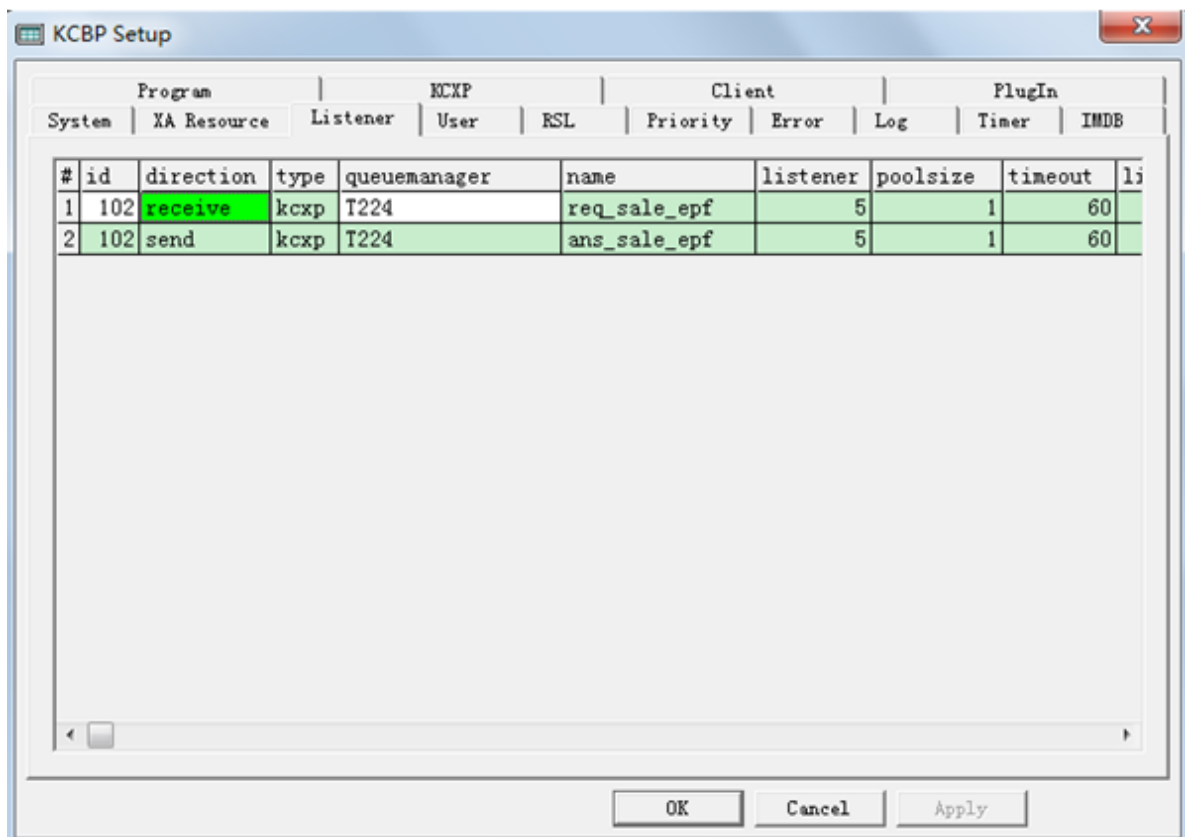 KCBP Setup
Program KCXP Client PlugIn
System XA Resource Listener User RSL Priority Error Log Timer IMDB
# id direction type queuemanager name listener poolsize timeout li
1 102 receive kcxp T224 req_sale_epf 5 1 60
2 102 send kcxp T224 ans_sale_epf 5 1 60
OK Cancel Apply